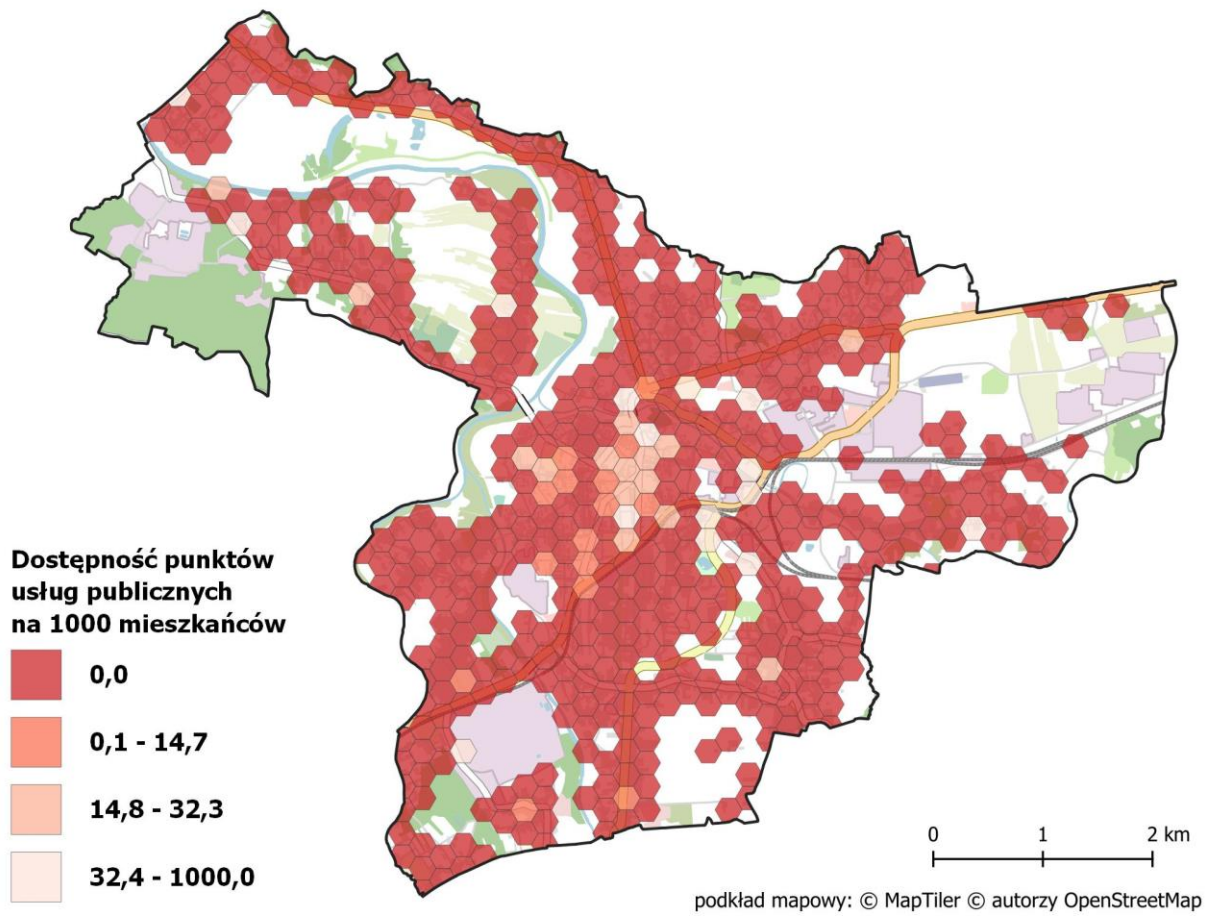 Dostępność punktów
usług publicznych
na 1000 mieszkańców
0,0
0,1 - 14,7
14,8 - 32,3
32,4 - 1000,0
0 1 2 km
podkład mapowy: © MapTiler © autorzy OpenStreetMap